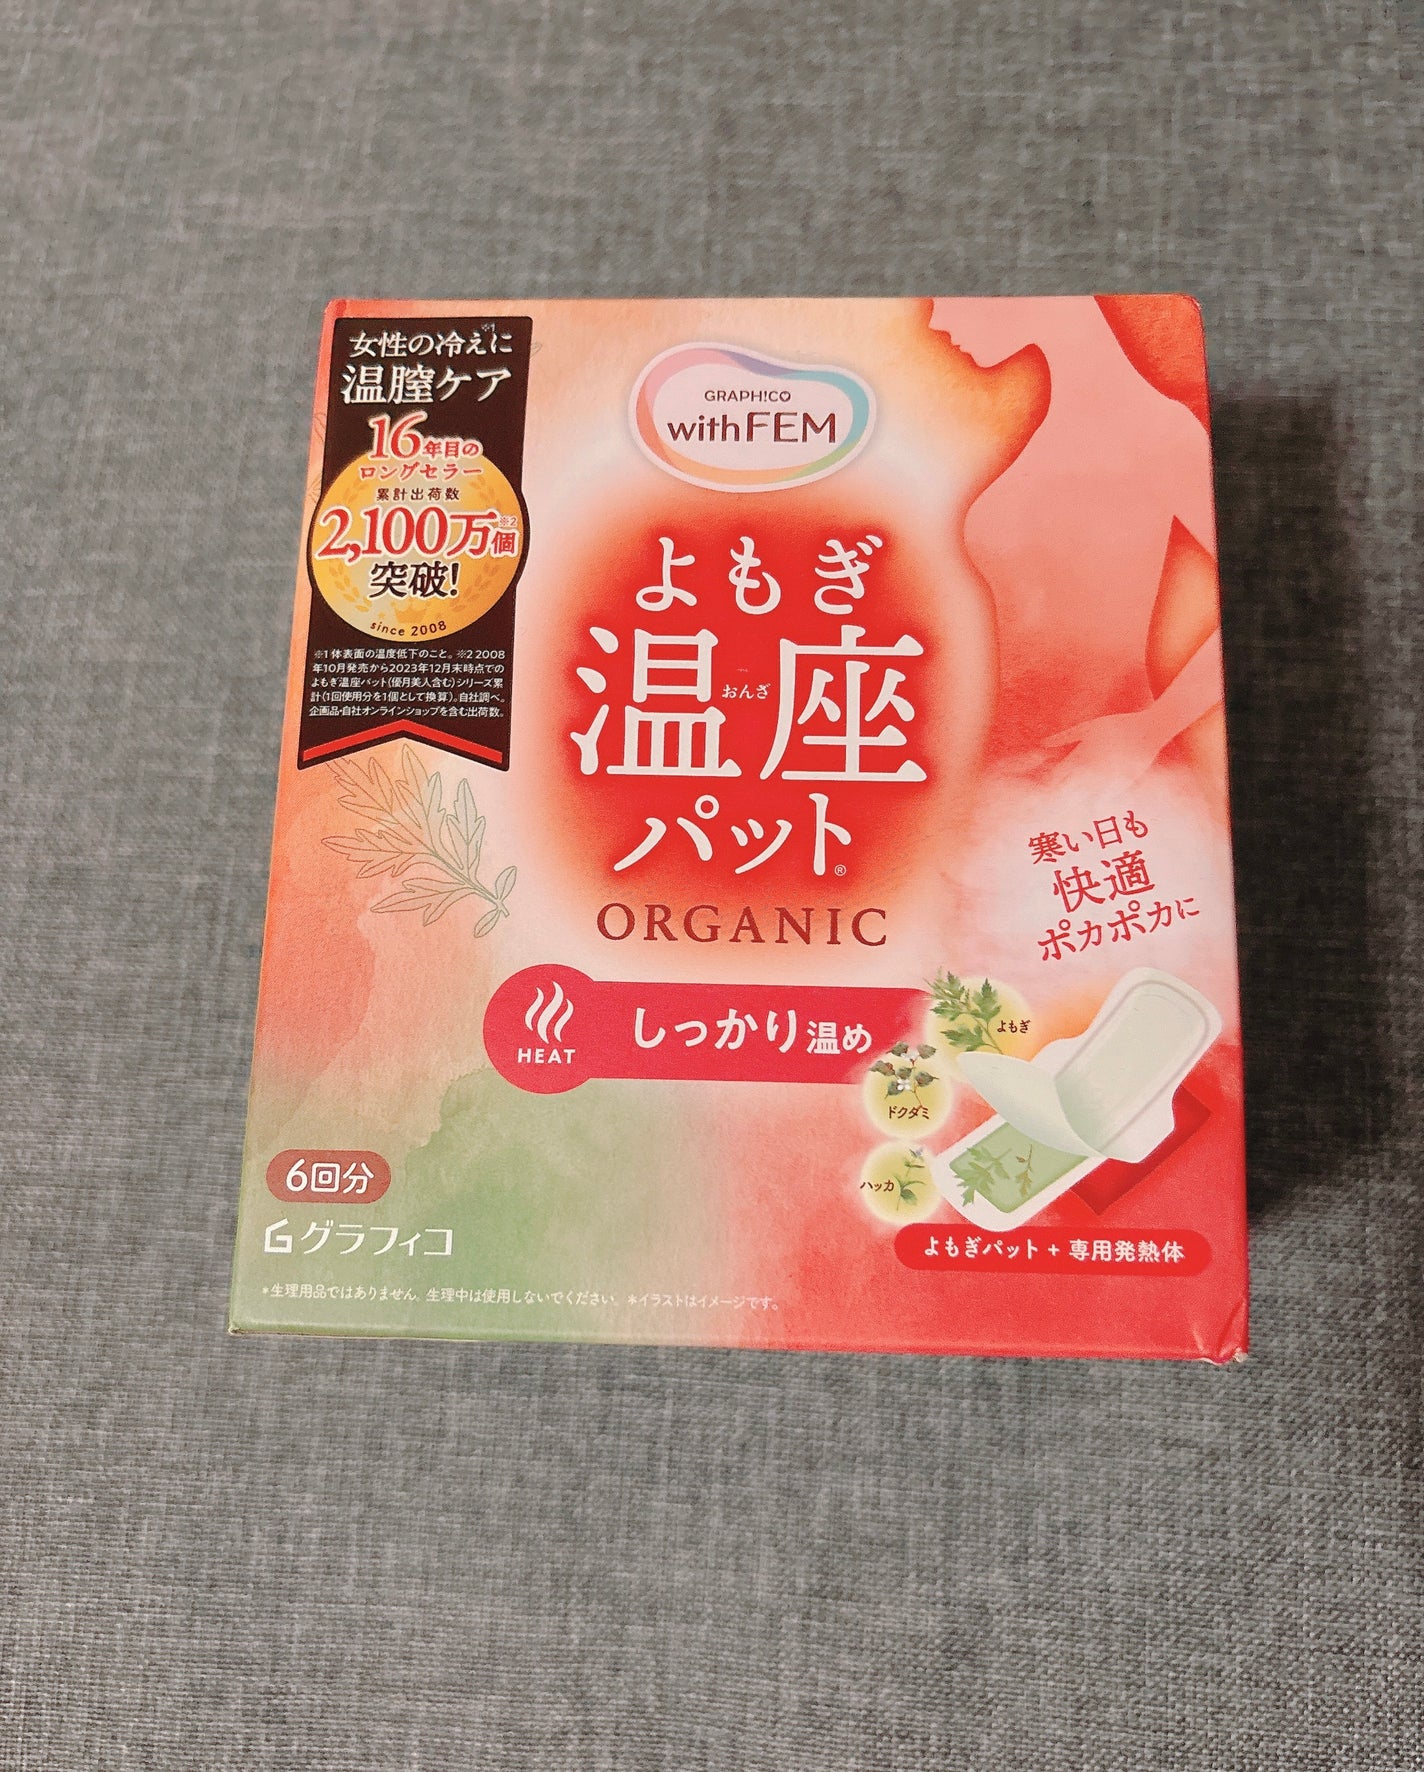 女性の冷えに※1
温膣ケア
16年目の
ロングセラー
累計出荷数
2,100万個※2
突破!
since 2008
※1 体表面の温度低下のこと。※2 2008
年10月発売から2023年12月末時点での
よもぎ温座パット(優月美人含む)シリーズ累
計(1回使用分を1個として換算)。自社調べ。
企画品・自社オンラインショップを含む出荷数。
GRAPH!CO
withFEM
よもぎ
温座
おんざ
パット®
ORGANIC
寒い日も
快適
ポカポカに
HEAT
しっかり温め
よもぎ
ドクダミ
ハッカ
よもぎパット + 専用発熱体
6回分
グラフィコ
*生理用品ではありません。生理中は使用しないでください。 *イラストはイメージです。